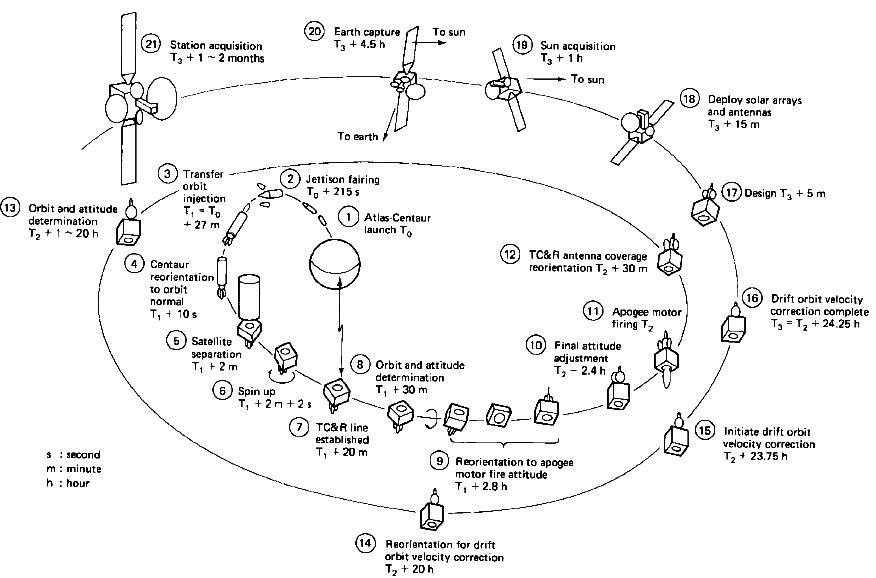 1 Atlas-Centaur
launch T0
2 Jettison fairing
T0 + 215 s
3 Transfer
orbit
injection
T1 = T0
+ 27 m
4 Centaur
reorientation
to orbit
normal
T1 + 10 s
5 Satellite
separation
T1 + 2 m
6 Spin up
T1 + 2 m + 2 s
7 TC&R line
established
T1 + 20 m
8 Orbit and attitude
determination
T1 + 30 m
9 Reorientation to apogee
motor fire attitude
T1 + 2.8 h
10 Final attitude
adjustment
T2 − 2.4 h
11 Apogee motor
firing T2
12 TC&R antenna coverage
reorientation T2 + 30 m
13 Orbit and attitude
determination
T2 + 1 ~ 20 h
14 Reorientation for drift
orbit velocity correction
T2 + 20 h
15 Initiate drift orbit
velocity correction
T2 + 23.75 h
16 Drift orbit velocity
correction complete
T3 = T2 + 24.25 h
17 Design T3 + 5 m
18 Deploy solar arrays
and antennas
T3 + 15 m
19 Sun acquisition
T3 + 1 h
To sun
20 Earth capture
T3 + 4.5 h
To sun
To earth
21 Station acquisition
T3 + 1 ~ 2 months
s : second
m : minute
h : hour